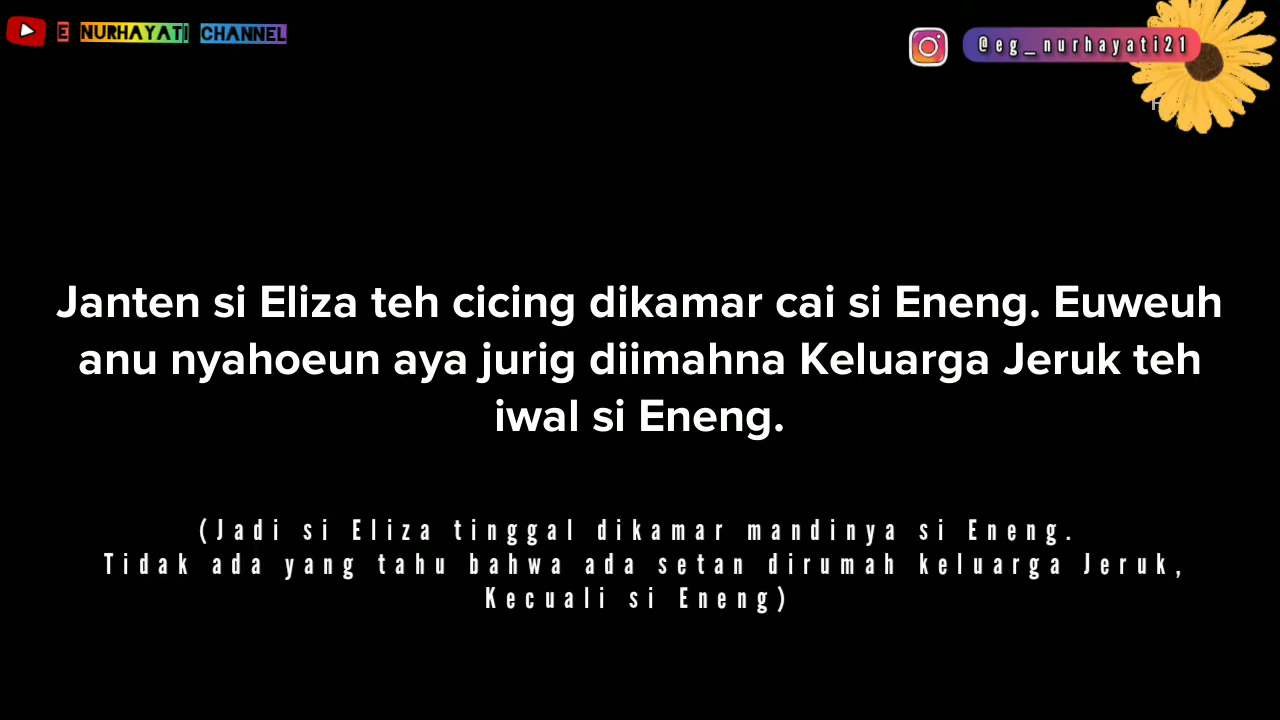 E NURHAYATI CHANNEL
@eg_nurhayati21
Janten si Eliza teh cicing dikamar cai si Eneng. Euweuh
anu nyahoeun aya jurig diimahna Keluarga Jeruk teh
iwal si Eneng.
(Jadi si Eliza tinggal dikamar mandinya si Eneng.
Tidak ada yang tahu bahwa ada setan dirumah keluarga Jeruk,
Kecuali si Eneng)